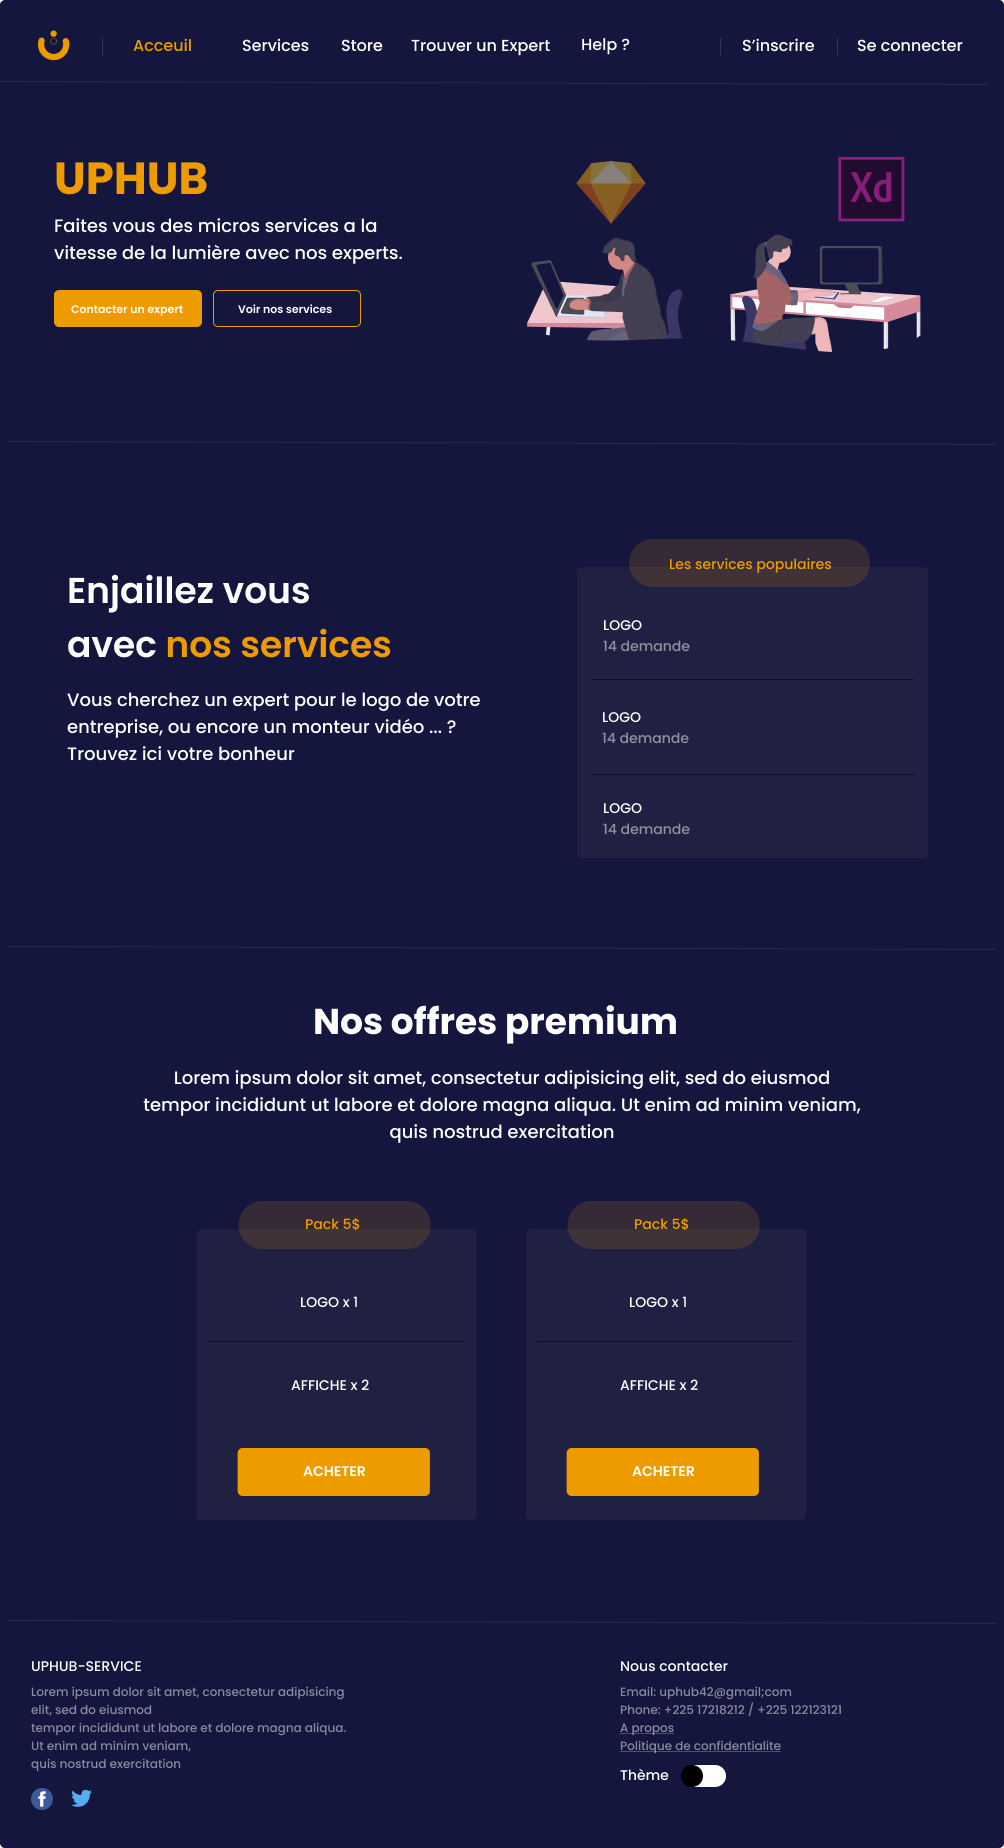 Acceuil
Services
Store
Trouver un Expert
Help ?
S’inscrire
Se connecter
UPHUB
Faites vous des micros services a la
vitesse de la lumière avec nos experts.
Contacter un expert
Voir nos services
Xd
Enjaillez vous
avec nos services
Vous cherchez un expert pour le logo de votre
entreprise, ou encore un monteur vidéo ... ?
Trouvez ici votre bonheur
Les services populaires
LOGO
14 demande
LOGO
14 demande
LOGO
14 demande
Nos offres premium
Lorem ipsum dolor sit amet, consectetur adipisicing elit, sed do eiusmod
tempor incididunt ut labore et dolore magna aliqua. Ut enim ad minim veniam,
quis nostrud exercitation
Pack 5$
LOGO x 1
AFFICHE x 2
ACHETER
Pack 5$
LOGO x 1
AFFICHE x 2
ACHETER
UPHUB-SERVICE
Lorem ipsum dolor sit amet, consectetur adipisicing
elit, sed do eiusmod
tempor incididunt ut labore et dolore magna aliqua.
Ut enim ad minim veniam,
quis nostrud exercitation
Nous contacter
Email: uphub42@gmail;com
Phone: +225 17218212 / +225 122123121
A propos
Politique de confidentialite
Thème